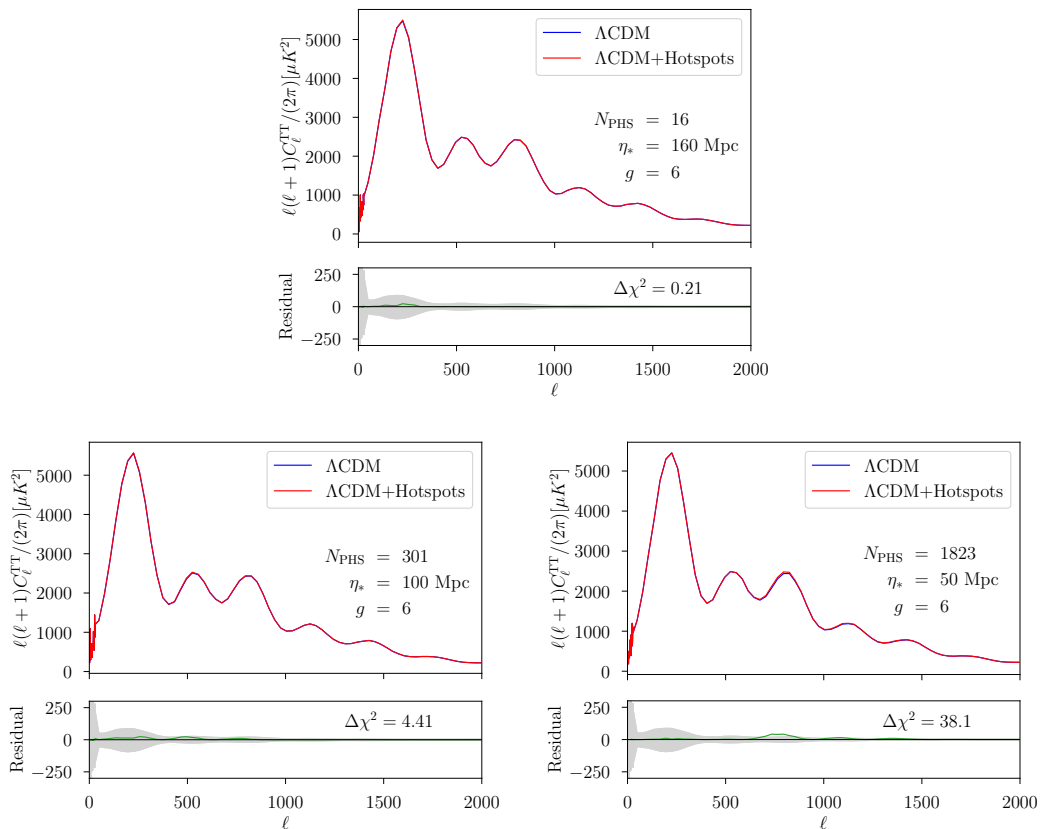 ℓ(ℓ + 1)C_ℓ^TT/(2π)[μK²]
5000
4000
3000
2000
1000
0
ΛCDM
ΛCDM+Hotspots
N_PHS = 16
η_* = 160 Mpc
g = 6
Residual
250
0
−250
Δχ² = 0.21
0 500 1000 1500 2000
ℓ
ℓ(ℓ + 1)C_ℓ^TT/(2π)[μK²]
5000
4000
3000
2000
1000
0
ΛCDM
ΛCDM+Hotspots
N_PHS = 301
η_* = 100 Mpc
g = 6
Residual
250
0
−250
Δχ² = 4.41
0 500 1000 1500 2000
ℓ
ℓ(ℓ + 1)C_ℓ^TT/(2π)[μK²]
5000
4000
3000
2000
1000
0
ΛCDM
ΛCDM+Hotspots
N_PHS = 1823
η_* = 50 Mpc
g = 6
Residual
250
0
−250
Δχ² = 38.1
0 500 1000 1500 2000
ℓ